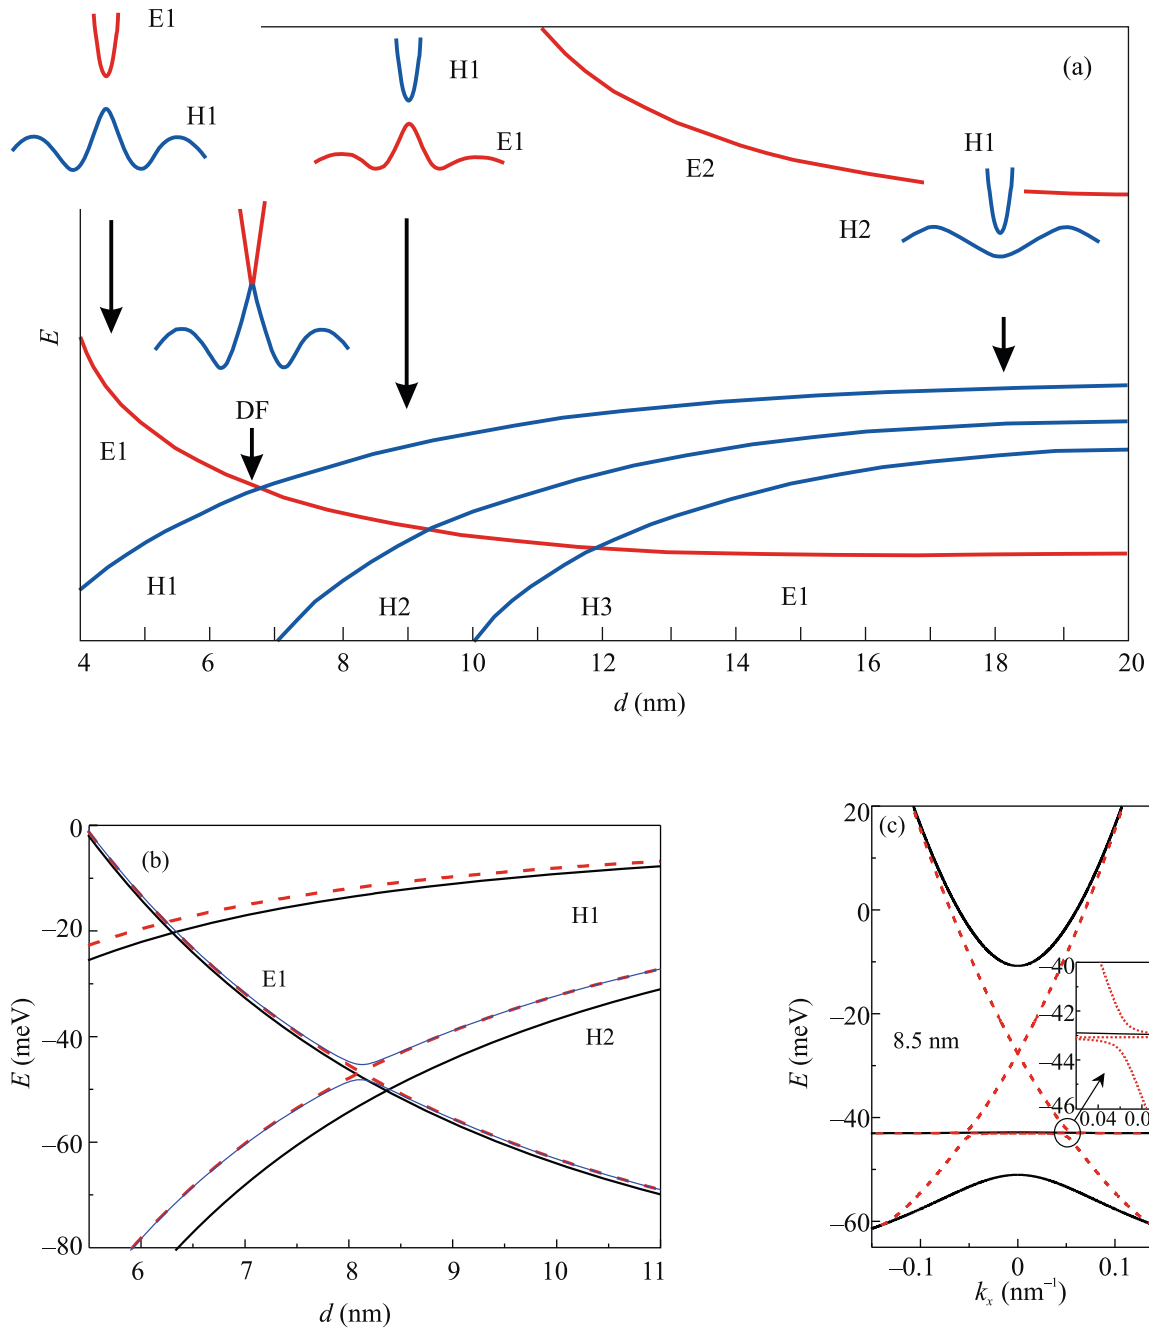 E1
(a)
H1
H1
E1
H1
E2
H2
E
DF
E1
H1
H2
H3
E1
4
6
8
10
12
14
16
18
20
d (nm)
0
–20
–40
–60
–80
E (meV)
(b)
H1
E1
H2
6
7
8
9
10
11
d (nm)
20
0
–20
–40
–60
E (meV)
(c)
8.5 nm
–40
–42
–44
–46
0.04
–0.1
0
0.1
kₓ (nm⁻¹)